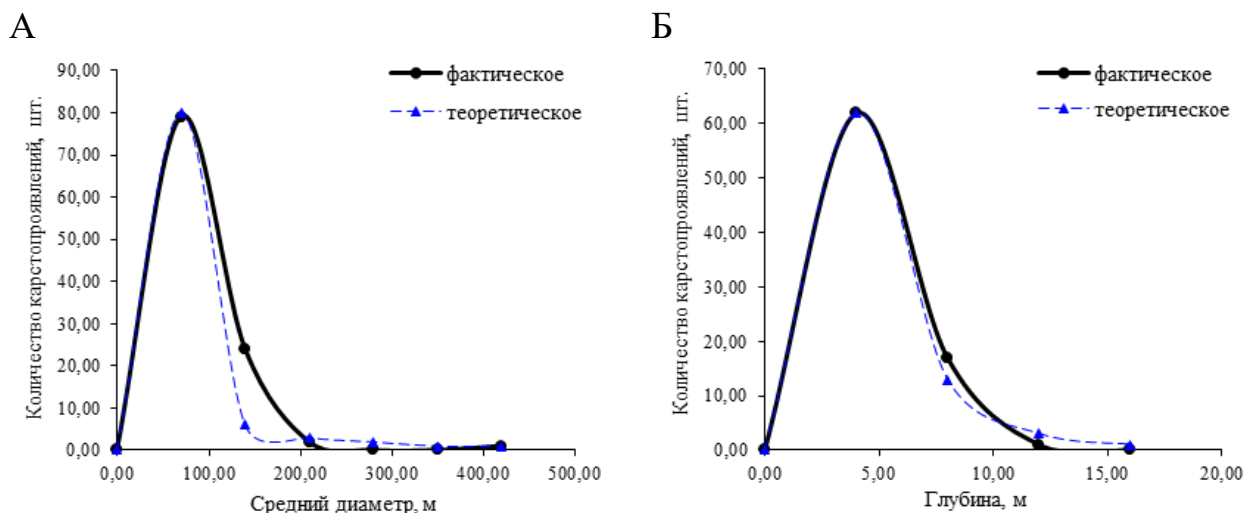 А
Количество карстопроявлений, шт.
90,00
80,00
70,00
60,00
50,00
40,00
30,00
20,00
10,00
0,00
фактическое
теоретическое
0,00 100,00 200,00 300,00 400,00 500,00
Средний диаметр, м
Б
Количество карстопроявлений, шт.
70,00
60,00
50,00
40,00
30,00
20,00
10,00
0,00
фактическое
теоретическое
0,00 5,00 10,00 15,00 20,00
Глубина, м